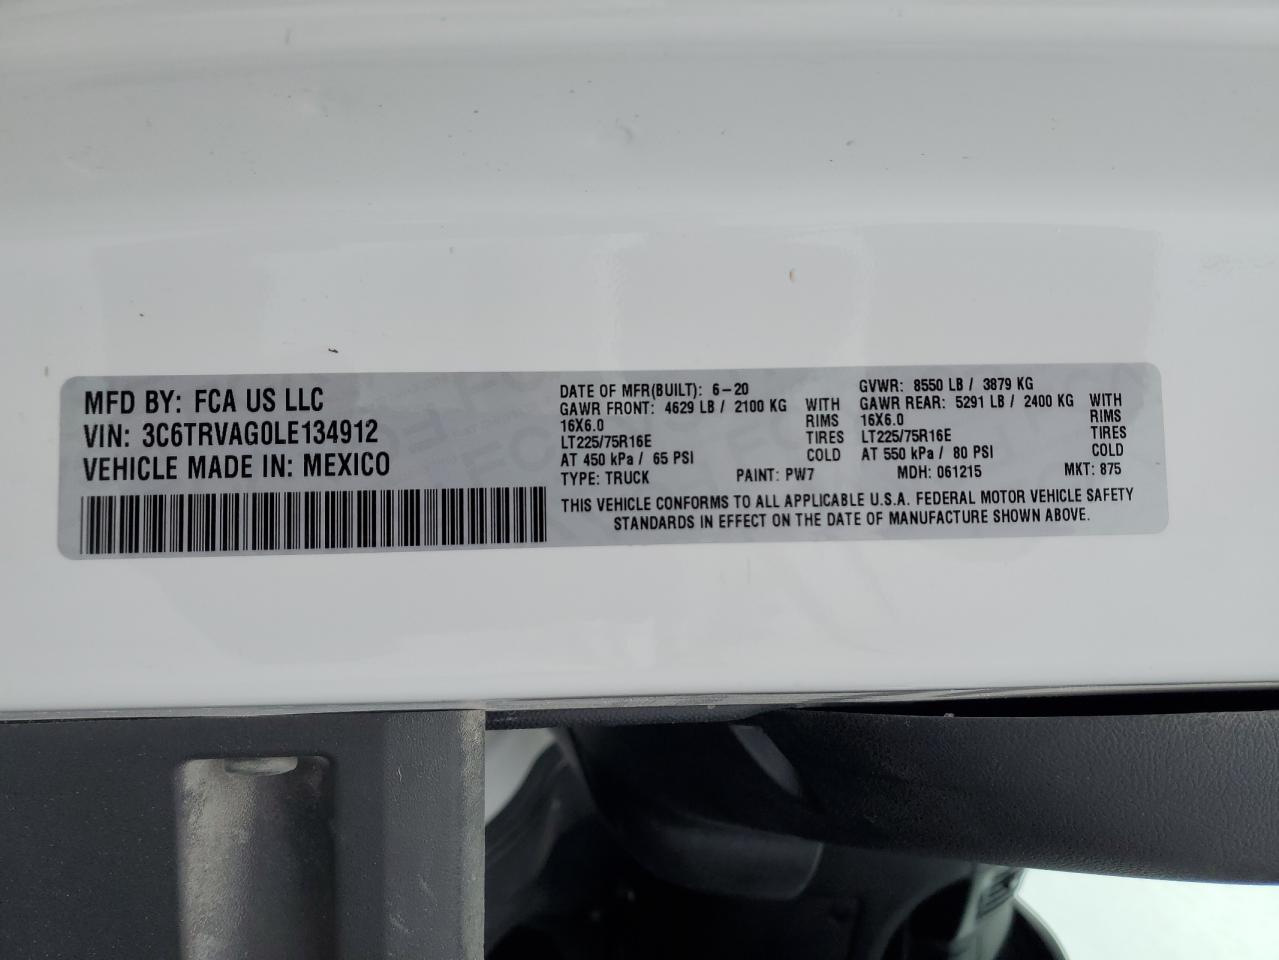 MFD BY: FCA US LLC
VIN: 3C6TRVAG0LE134912
VEHICLE MADE IN: MEXICO
DATE OF MFR(BUILT): 6-20
GAWR FRONT: 4629 LB / 2100 KG WITH
16X6.0 RIMS
LT225/75R16E TIRES
AT 450 kPa / 65 PSI COLD
TYPE: TRUCK PAINT: PW7
GVWR: 8550 LB / 3879 KG
GAWR REAR: 5291 LB / 2400 KG WITH
16X6.0 RIMS
LT225/75R16E TIRES
AT 550 kPa / 80 PSI COLD
MDH: 061215 MKT: 875
THIS VEHICLE CONFORMS TO ALL APPLICABLE U.S.A. FEDERAL MOTOR VEHICLE SAFETY
STANDARDS IN EFFECT ON THE DATE OF MANUFACTURE SHOWN ABOVE.